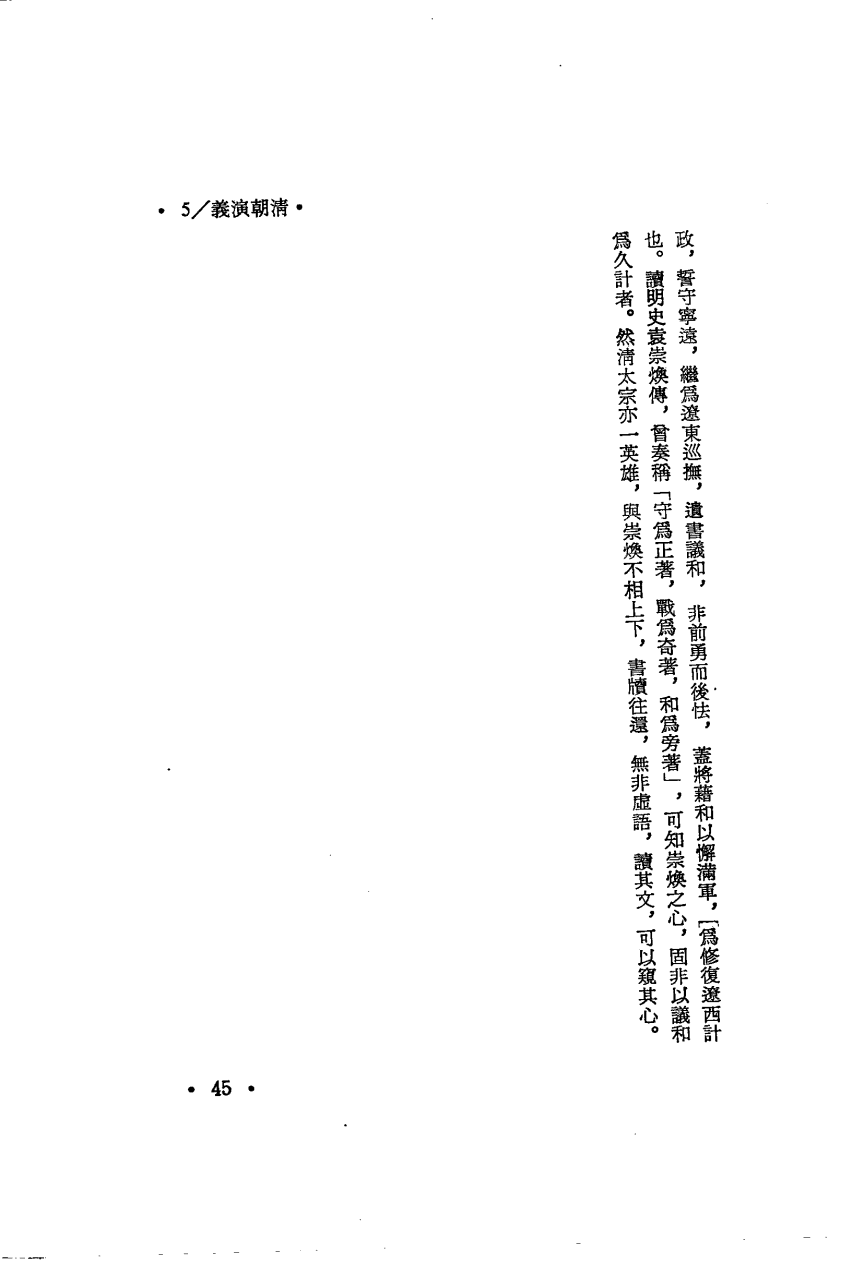 •5／義演朝清•
政，誓守寧遠，繼爲遼東巡撫，遺書議和，非前勇而後怯，蓋將藉和以懈滿軍，爲修復遼西計
也。讀明史袁崇煥傳，曾奏稱「守爲正著，戰爲奇著，和爲旁著」，可知崇煥之心，固非以議和
爲久計者。然清太宗亦一英雄，與崇煥不相上下，書牘往還，無非虛語，讀其文，可以窺其心。
•45•